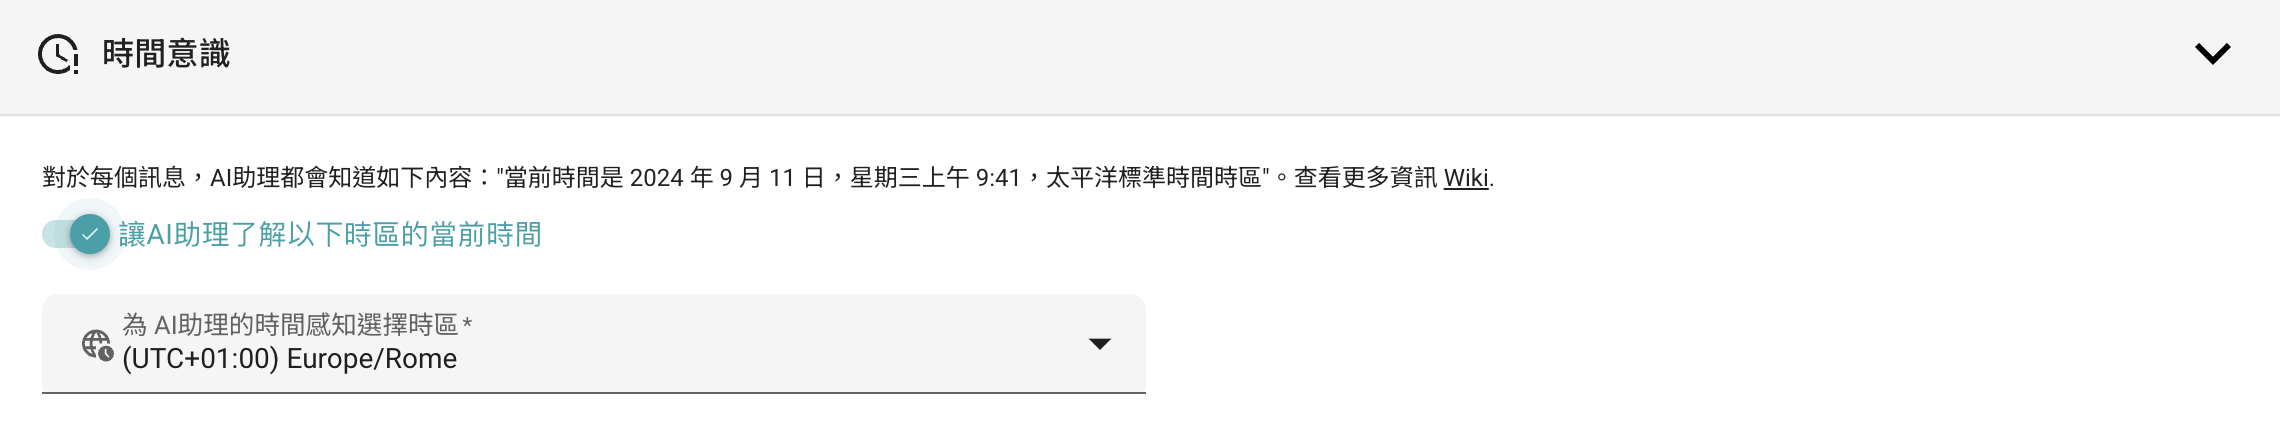 時間意識
對於每個訊息，AI助理都會知道如下內容："當前時間是 2024 年 9 月 11 日，星期三上午 9:41，太平洋標準時間時區"。查看更多資訊 Wiki.
讓AI助理了解以下時區的當前時間
為 AI助理的時間感知選擇時區*
(UTC+01:00) Europe/Rome